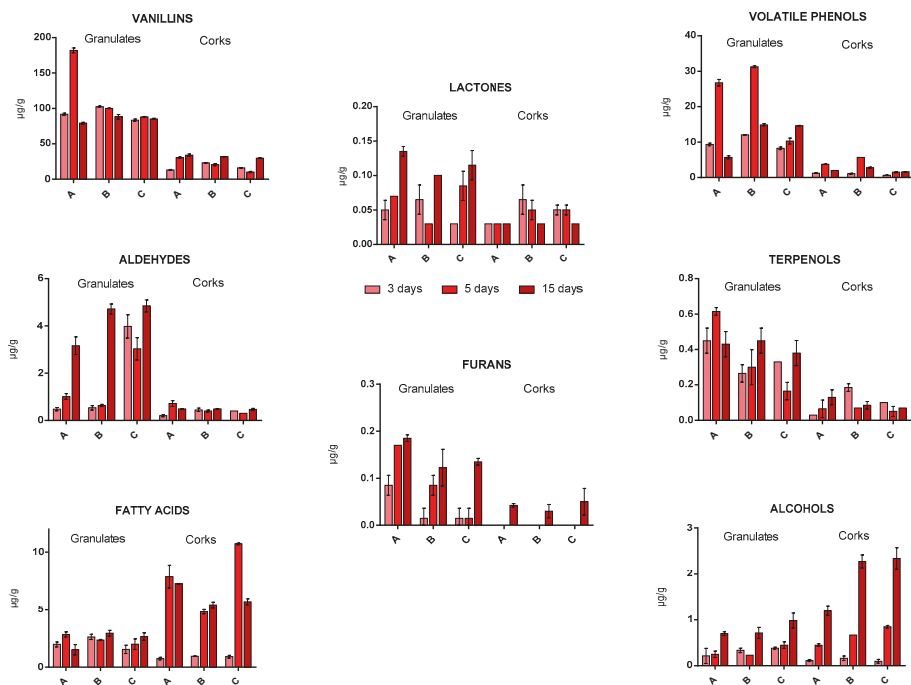 VANILLINS
Granulates Corks
200
150
100
50
0
µg/g
A B C A B C
ALDEHYDES
Granulates Corks
6
4
2
0
µg/g
A B C A B C
FATTY ACIDS
Granulates Corks
10
5
0
µg/g
A B C A B C
LACTONES
Granulates Corks
0.20
0.15
0.10
0.05
0.00
µg/g
A B C A B C
3 days 5 days 15 days
FURANS
Granulates Corks
0.3
0.2
0.1
0.0
µg/g
A B C A B C
VOLATILE PHENOLS
Granulates Corks
40
30
20
10
0
µg/g
A B C A B C
TERPENOLS
Granulates Corks
0.8
0.6
0.4
0.2
0.0
µg/g
A B C A B C
ALCOHOLS
Granulates Corks
3
2
1
0
µg/g
A B C A B C